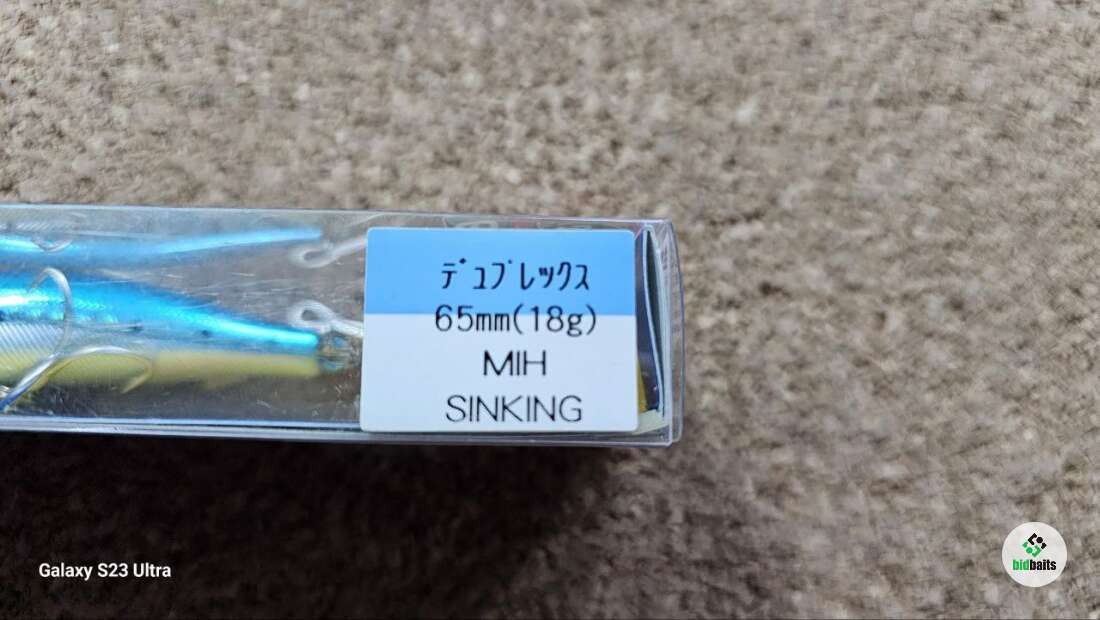 デュプレックス
65mm(18g)
MIH
SINKING
Galaxy S23 Ultra
bidbaits